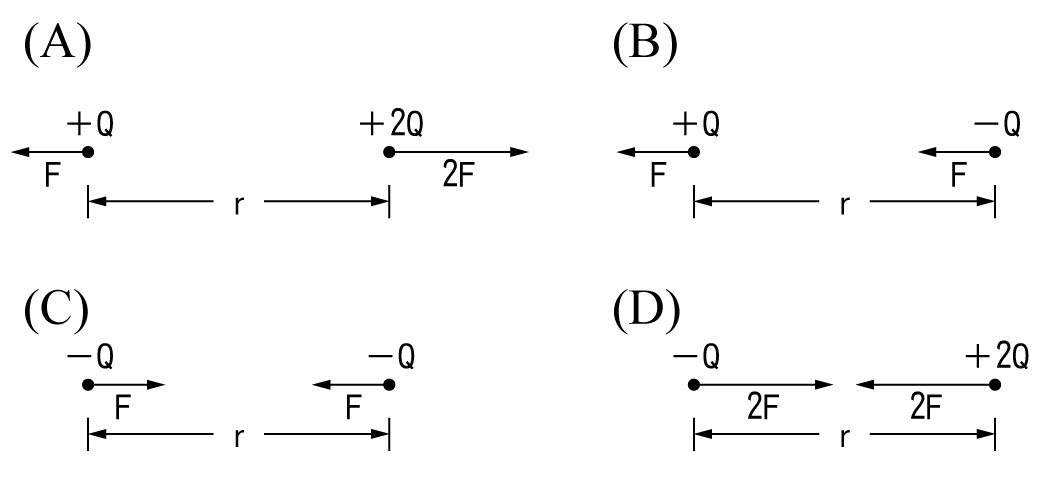 (A)
+Q +2Q
F 2F
r
(B)
+Q −Q
F F
r
(C)
−Q −Q
F F
r
(D)
−Q +2Q
2F 2F
r